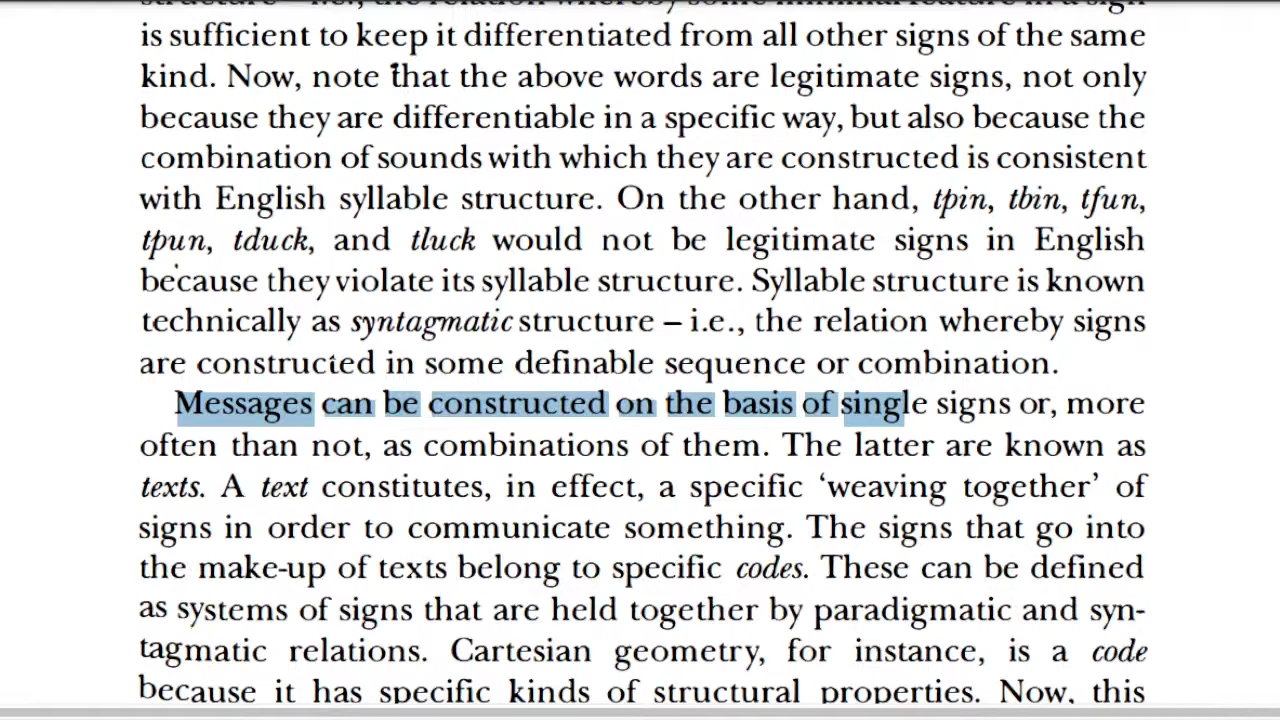 is sufficient to keep it differentiated from all other signs of the same
kind. Now, note that the above words are legitimate signs, not only
because they are differentiable in a specific way, but also because the
combination of sounds with which they are constructed is consistent
with English syllable structure. On the other hand, tpin, tbin, tfun,
tpun, tduck, and tluck would not be legitimate signs in English
because they violate its syllable structure. Syllable structure is known
technically as syntagmatic structure – i.e., the relation whereby signs
are constructed in some definable sequence or combination.
Messages can be constructed on the basis of single signs or, more
often than not, as combinations of them. The latter are known as
texts. A text constitutes, in effect, a specific ‘weaving together’ of
signs in order to communicate something. The signs that go into
the make-up of texts belong to specific codes. These can be defined
as systems of signs that are held together by paradigmatic and syn-
tagmatic relations. Cartesian geometry, for instance, is a code
because it has specific kinds of structural properties. Now, this